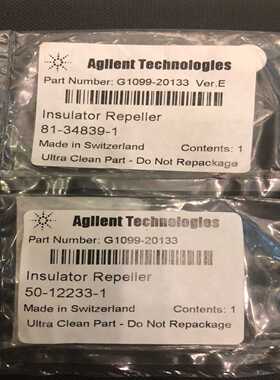 Agilent Technologies
Part Number: G1099-20133 Ver.E
Insulator Repeller
81-34839-1
Made in Switzerland Contents: 1
Ultra Clean Part - Do Not Repackage
Agilent Technologies
Part Number: G1099-20133
Insulator Repeller
50-12233-1
Made in Switzerland Contents: 1
Ultra Clean Part - Do Not Repackage